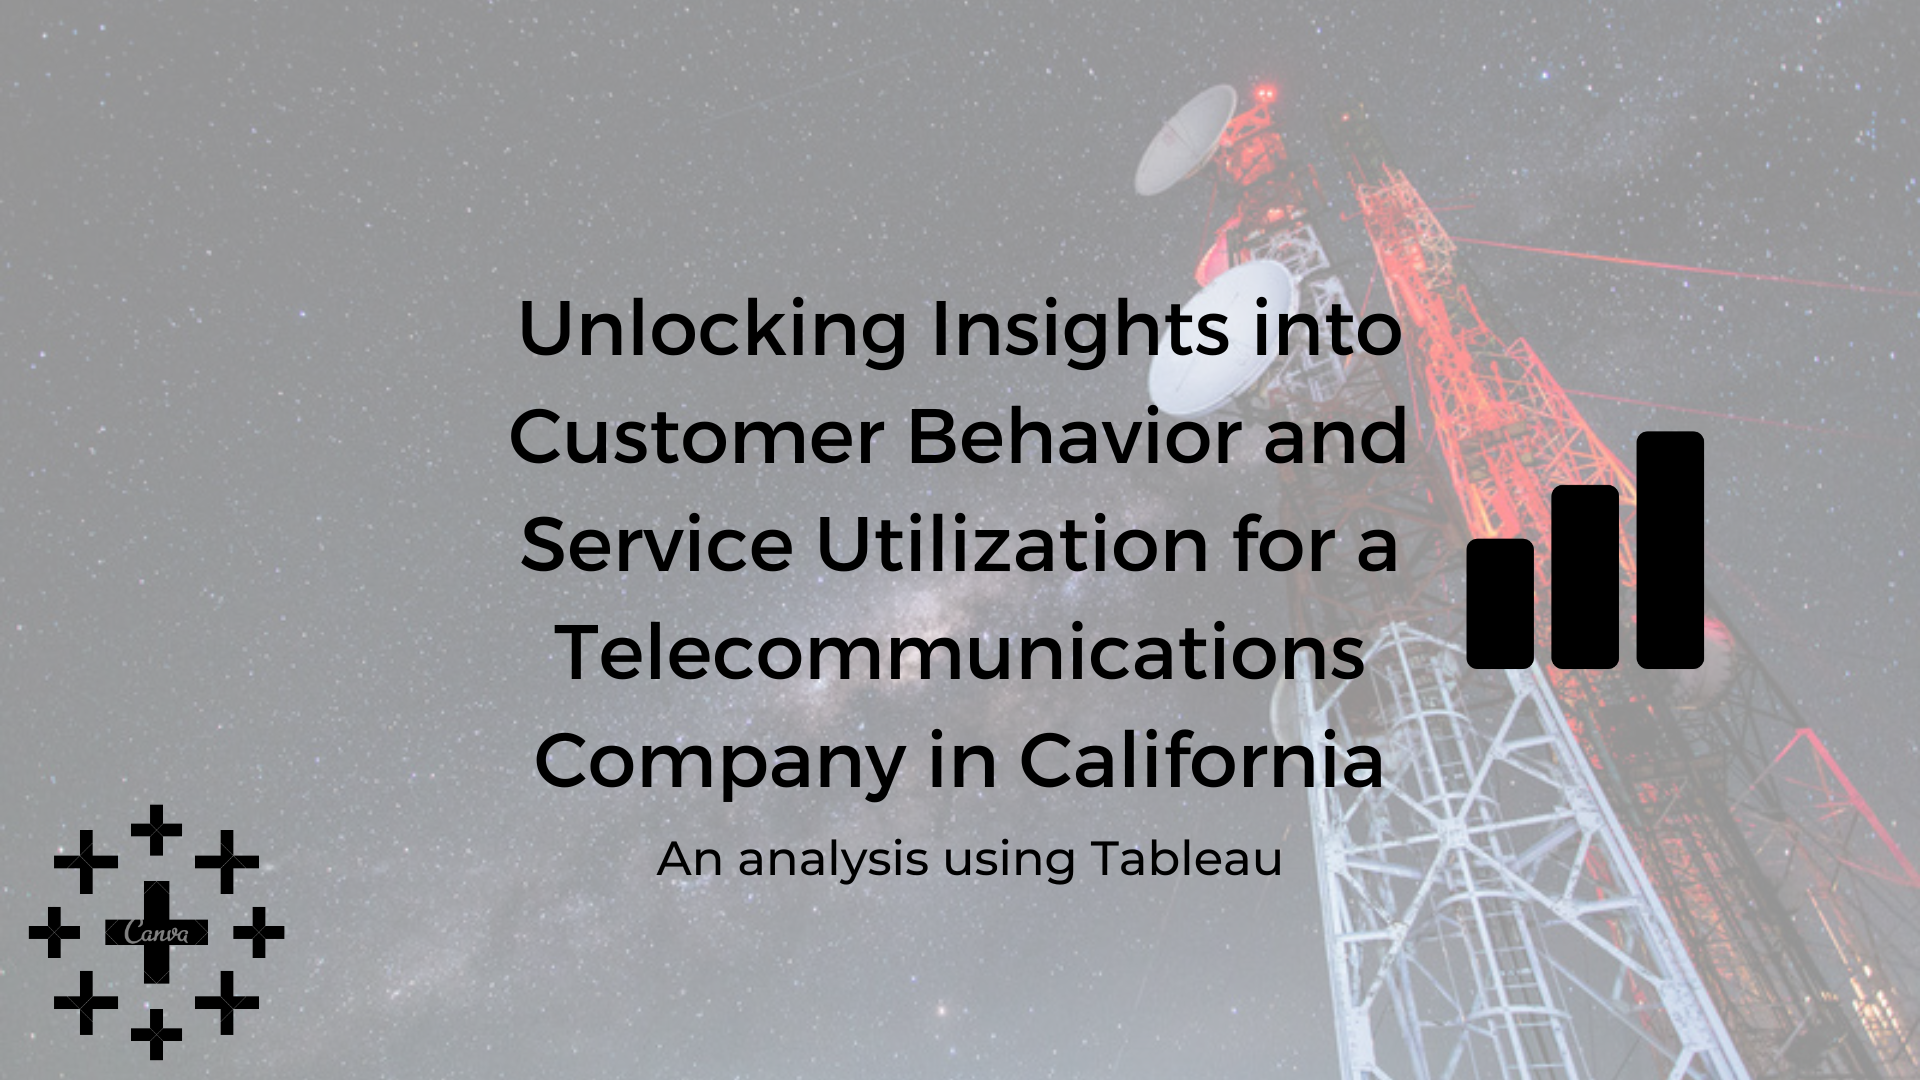 Unlocking Insights into
Customer Behavior and
Service Utilization for a
Telecommunications
Company in California
An analysis using Tableau
Canva